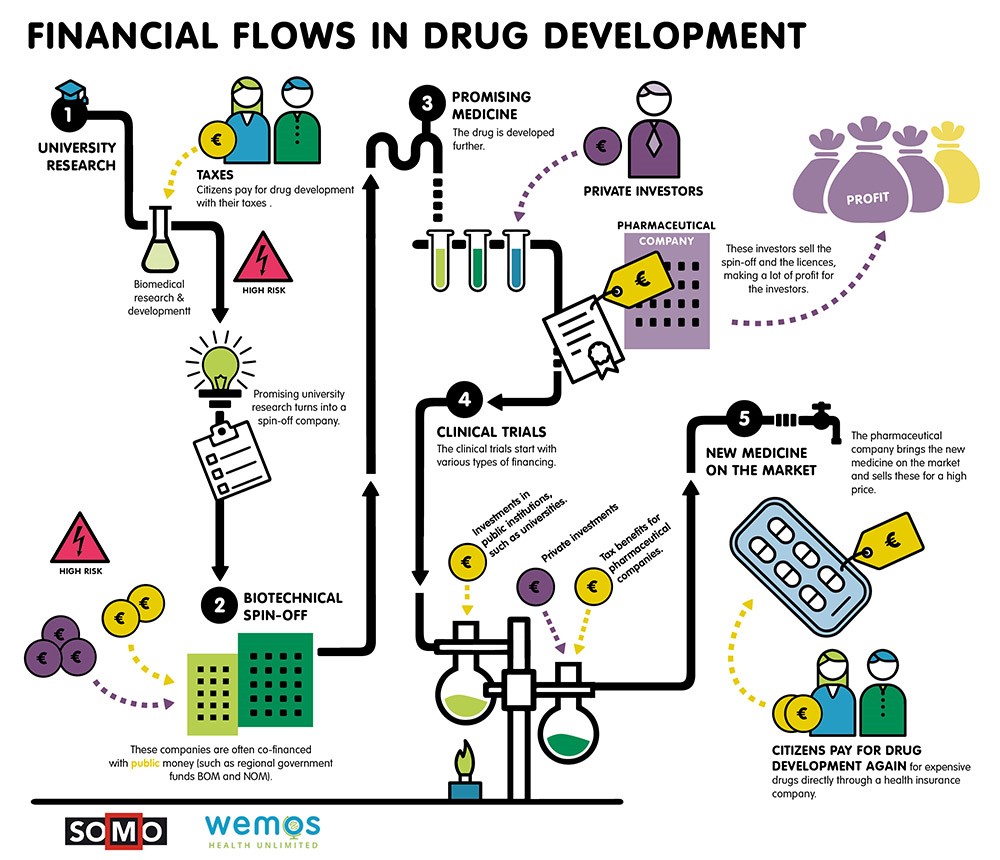 FINANCIAL FLOWS IN DRUG DEVELOPMENT
1
UNIVERSITY
RESEARCH
€
TAXES
Citizens pay for drug development
with their taxes .
Biomedical
research &
developmentt
HIGH RISK
Promising university
research turns into a
spin-off company.
HIGH RISK
€
€
€
€
€
2
BIOTECHNICAL
SPIN-OFF
These companies are often co-financed
with public money (such as regional government
funds BOM and NOM).
3
PROMISING
MEDICINE
The drug is developed
further.
€
PRIVATE INVESTORS
PHARMACEUTICAL
COMPANY
€
These investors sell the
spin-off and the licences,
making a lot of profit for
the investors.
PROFIT
4
CLINICAL TRIALS
The clinical trials start with
various types of financing.
Investments in
public institutions,
such as universities.
€
Private investments
€
Tax benefits for
pharmaceutical
companies.
€
5
NEW MEDICINE
ON THE MARKET
The pharmaceutical
company brings the new
medicine on the market
and sells these for a high
price.
€
€
CITIZENS PAY FOR DRUG
DEVELOPMENT AGAIN for expensive
drugs directly through a health insurance
company.
SOMO
wemos
HEALTH UNLIMITED